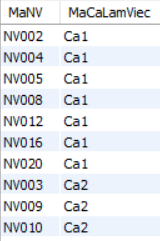 MaNV MaCaLamViec
NV002 Ca1
NV004 Ca1
NV005 Ca1
NV008 Ca1
NV012 Ca1
NV016 Ca1
NV020 Ca1
NV003 Ca2
NV009 Ca2
NV010 Ca2